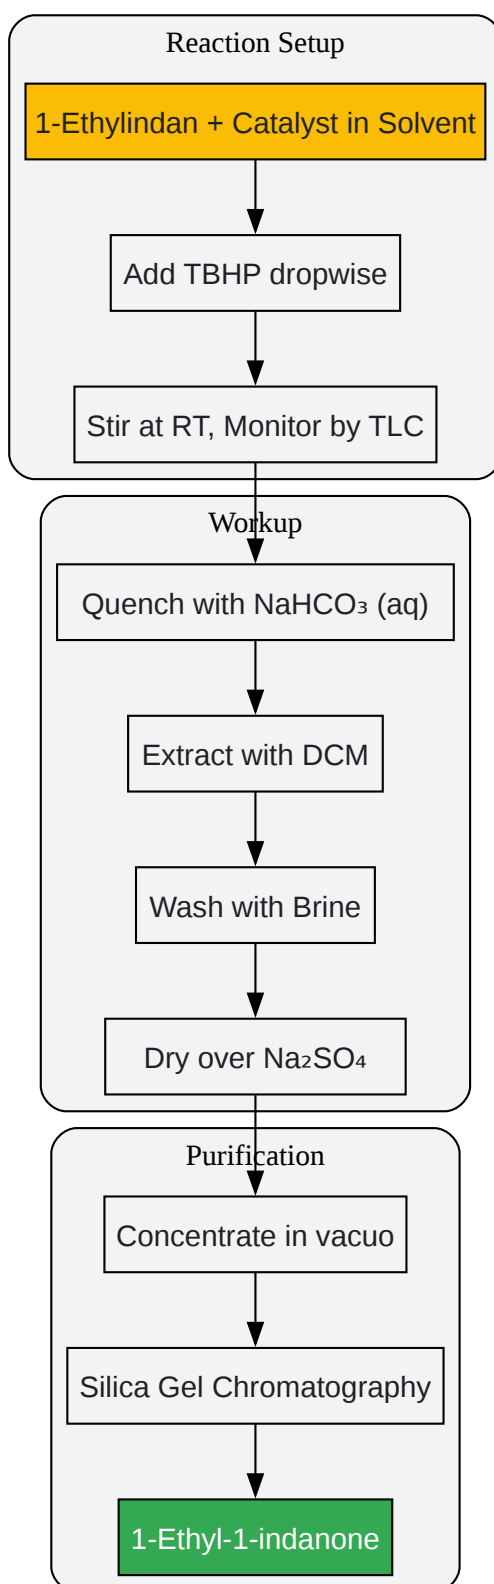 Reaction Setup
1-Ethylindan + Catalyst in Solvent
Add TBHP dropwise
Stir at RT, Monitor by TLC
Workup
Quench with NaHCO₃ (aq)
Extract with DCM
Wash with Brine
Dry over Na₂SO₄
Purification
Concentrate in vacuo
Silica Gel Chromatography
1-Ethyl-1-indanone